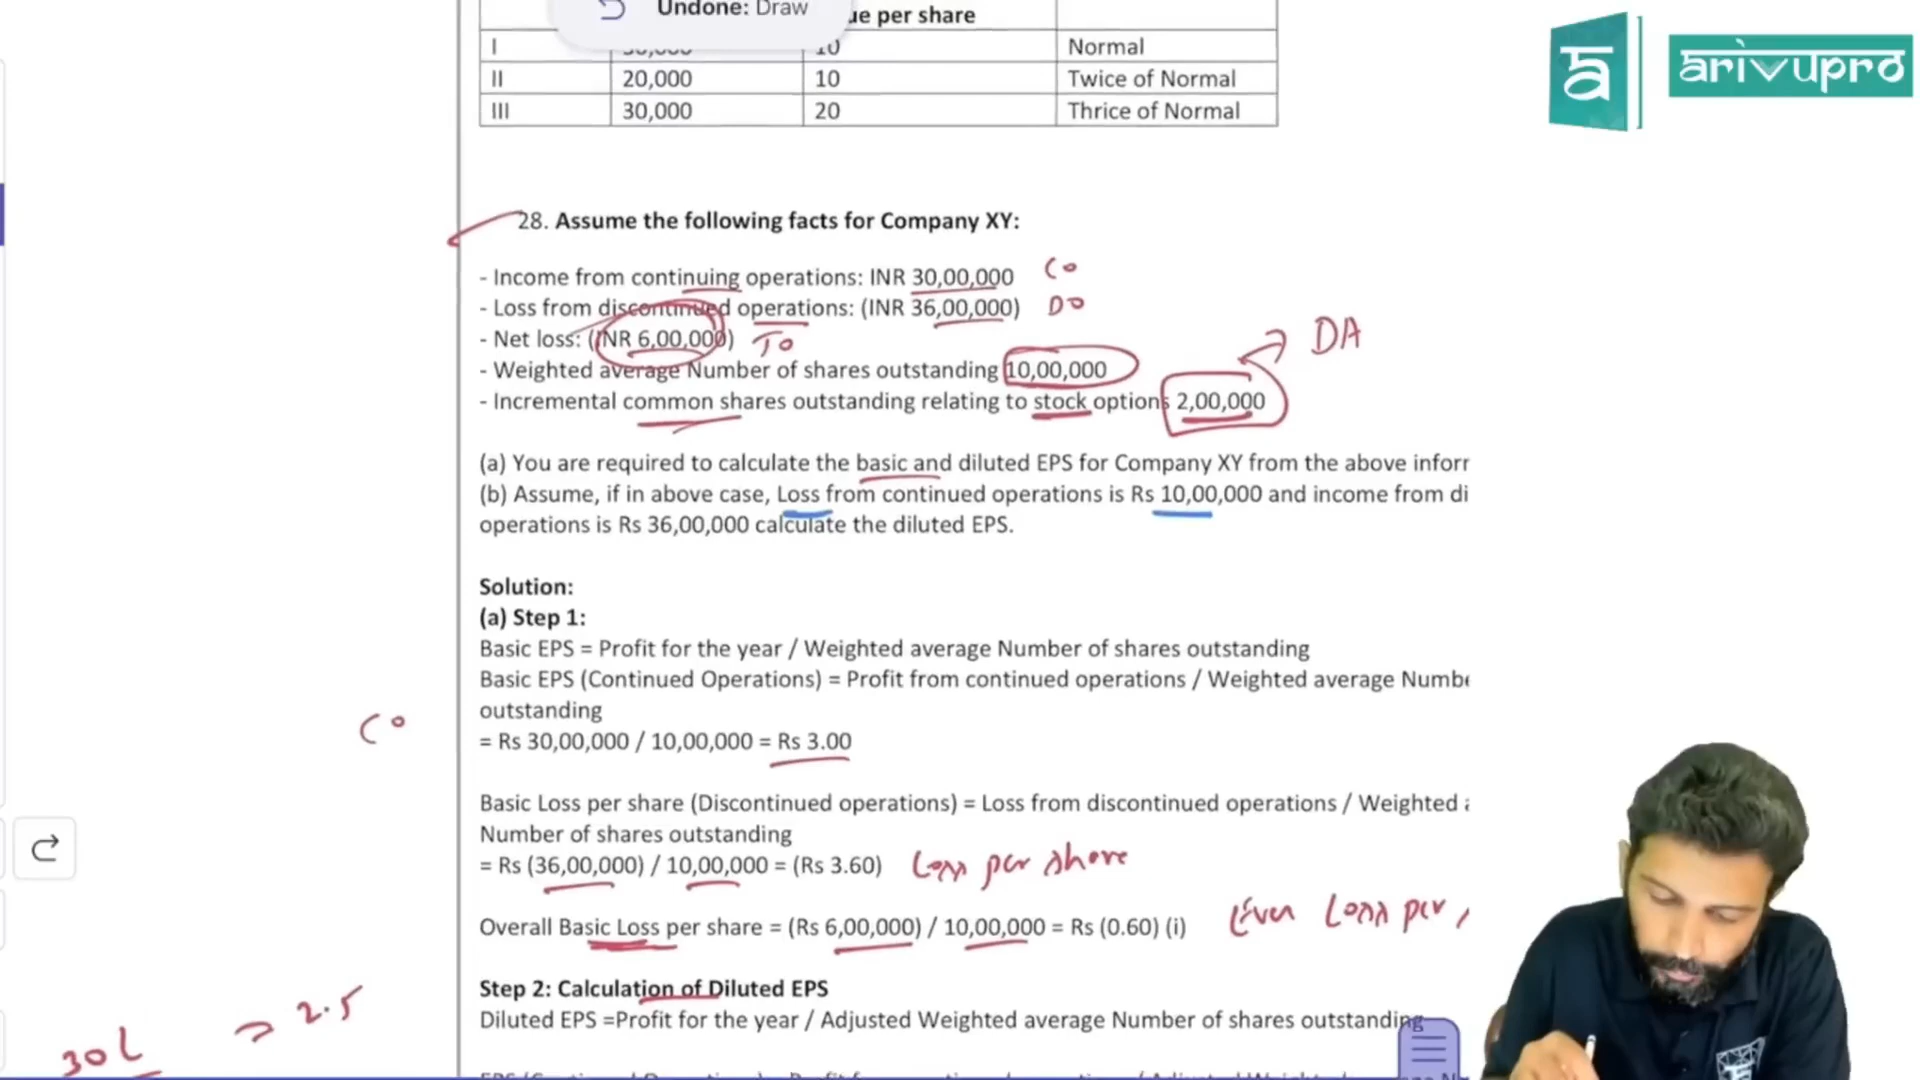 Undone: Draw
ue per share
I 10 Normal
II 20,000 10 Twice of Normal
III 30,000 20 Thrice of Normal
ā
arivupro
28. Assume the following facts for Company XY:
- Income from continuing operations: INR 30,00,000 CO
- Loss from discontinued operations: (INR 36,00,000) DO
- Net loss: (INR 6,00,000) TO
DA
- Weighted average Number of shares outstanding 10,00,000
- Incremental common shares outstanding relating to stock options 2,00,000
(a) You are required to calculate the basic and diluted EPS for Company XY from the above inforr
(b) Assume, if in above case, Loss from continued operations is Rs 10,00,000 and income from di
operations is Rs 36,00,000 calculate the diluted EPS.
Solution:
(a) Step 1:
Basic EPS = Profit for the year / Weighted average Number of shares outstanding
Basic EPS (Continued Operations) = Profit from continued operations / Weighted average Numbe
outstanding
CO
= Rs 30,00,000 / 10,00,000 = Rs 3.00
Basic Loss per share (Discontinued operations) = Loss from discontinued operations / Weighted a
Number of shares outstanding
= Rs (36,00,000) / 10,00,000 = (Rs 3.60) Loss per share
Overall Basic Loss per share = (Rs 6,00,000) / 10,00,000 = Rs (0.60) (i) Loss per
Step 2: Calculation of Diluted EPS
Diluted EPS =Profit for the year / Adjusted Weighted average Number of shares outstanding
30L = 2.5